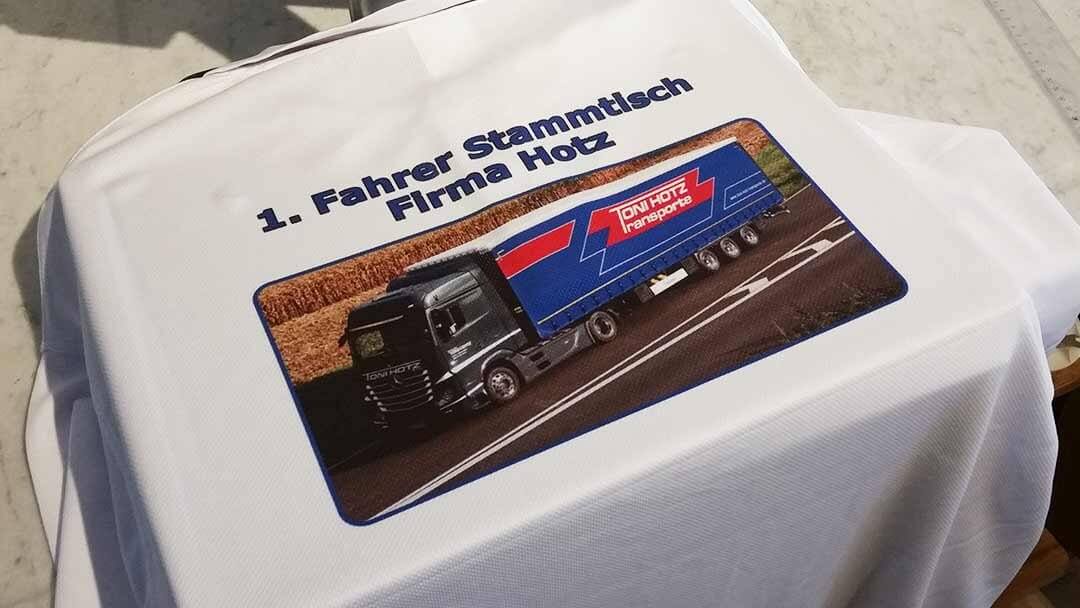 1. Fahrer Stammtisch
Firma Hotz
TONI HOTZ
Transporte
TONI HOTZ